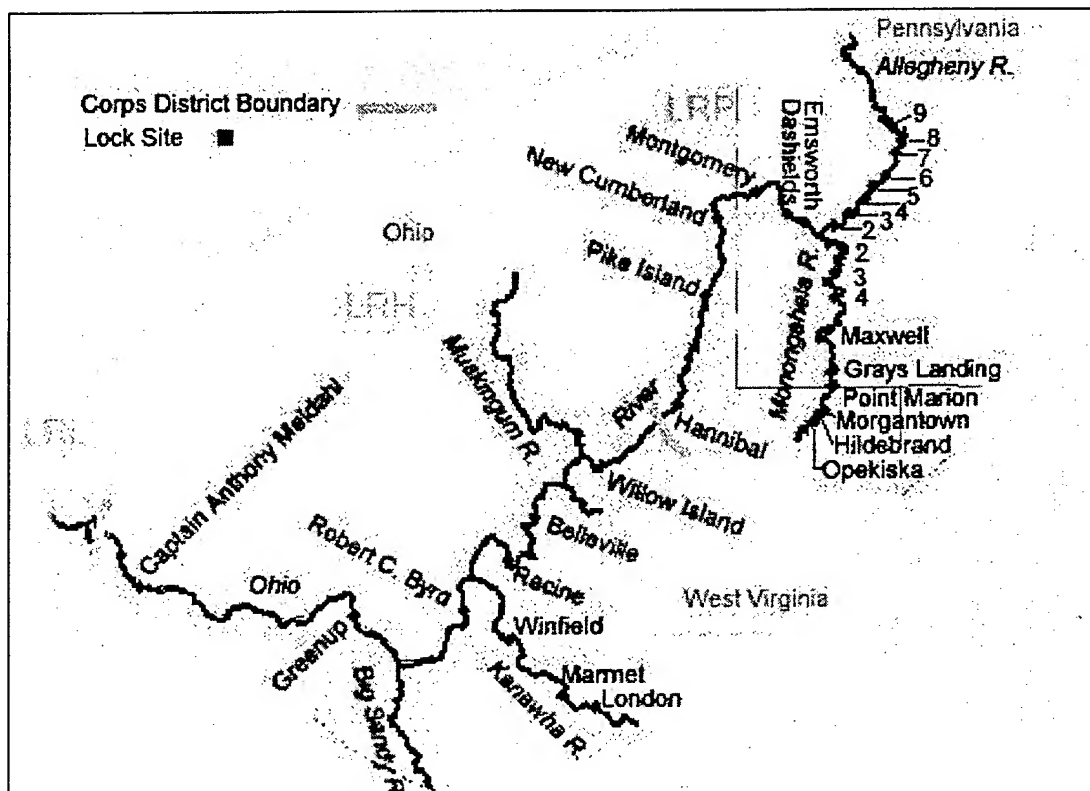 Pennsylvania
Allegheny R.
Corps District Boundary
Lock Site
LRP
Emsworth
Dashields
Montgomery
New Cumberland
9
8
7
6
5
4
3
2
2
3
4
Ohio
Pike Island
LRH
Monongahela R.
Maxwell
Grays Landing
Point Marion
Morgantown
Hildebrand
Opekiska
Muskingum R.
River
Hannibal
Willow Island
Captain Anthony Meldahl
Belleville
Robert C. Byrd
Racine
West Virginia
Ohio
Winfield
Greenup
Marmet
London
Kanawha R.
Big Sandy R.